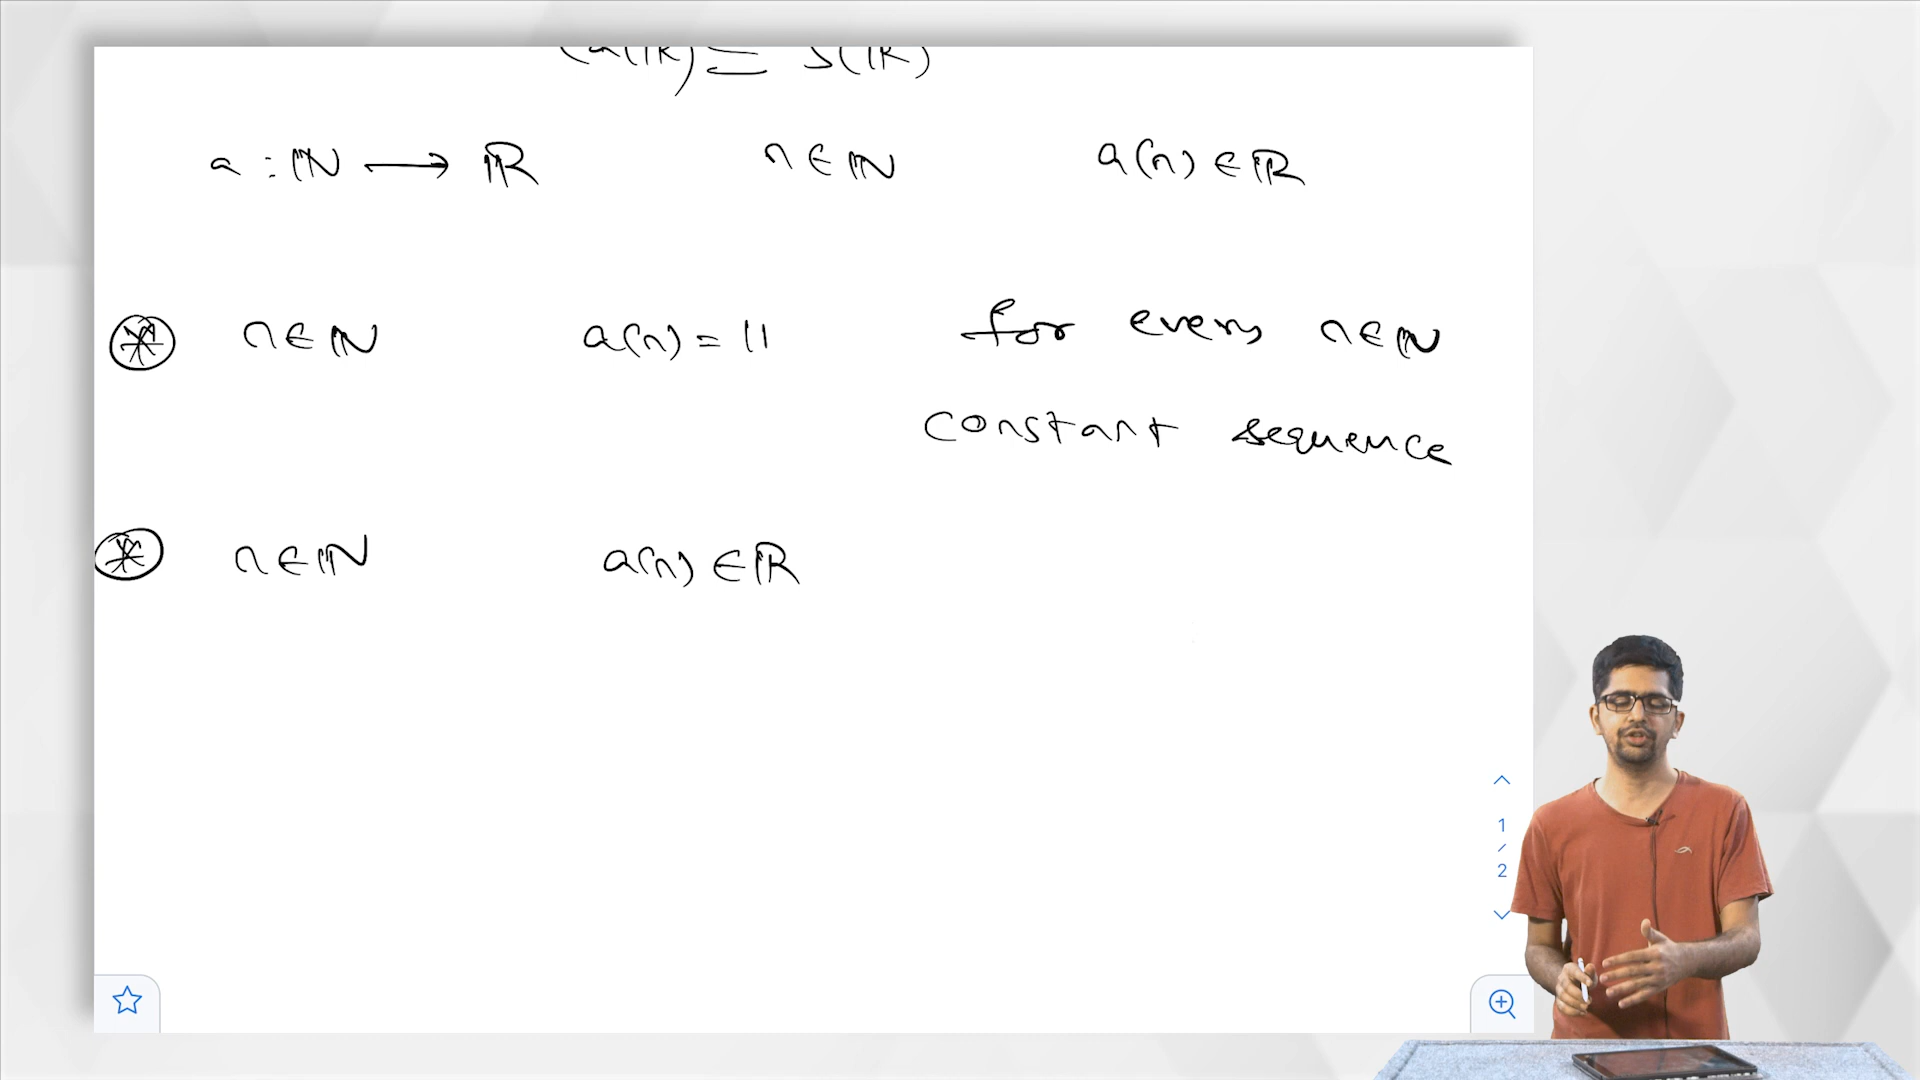 a : ℕ ⟶ ℝ n ∈ ℕ a(n) ∈ ℝ
n ∈ ℕ a(n) = 11 for every n ∈ ℕ
constant sequence
n ∈ ℕ a(n) ∈ ℝ
1
/
2